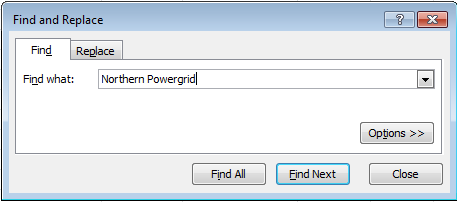 Find and Replace
Find
Replace
Find what: Northern Powergrid
Options >>
Find All
Find Next
Close